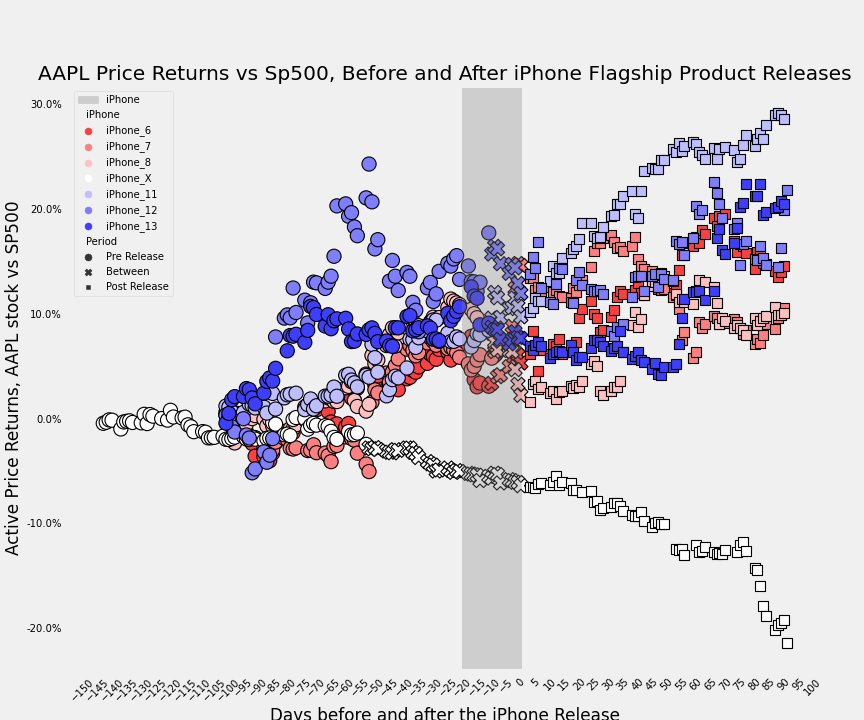 AAPL Price Returns vs Sp500, Before and After iPhone Flagship Product Releases
Active Price Returns, AAPL stock vs SP500
30.0%
20.0%
10.0%
0.0%
-10.0%
-20.0%
iPhone
iPhone
iPhone_6
iPhone_7
iPhone_8
iPhone_X
iPhone_11
iPhone_12
iPhone_13
Period
Pre Release
Between
Post Release
−150 −145 −140 −135 −130 −125 −120 −115 −110 −105 −100 −95 −90 −85 −80 −75 −70 −65 −60 −55 −50 −45 −40 −35 −30 −25 −20 −15 −10 −5 0 5 10 15 20 25 30 35 40 45 50 55 60 65 70 75 80 85 90 95 100
Days before and after the iPhone Release